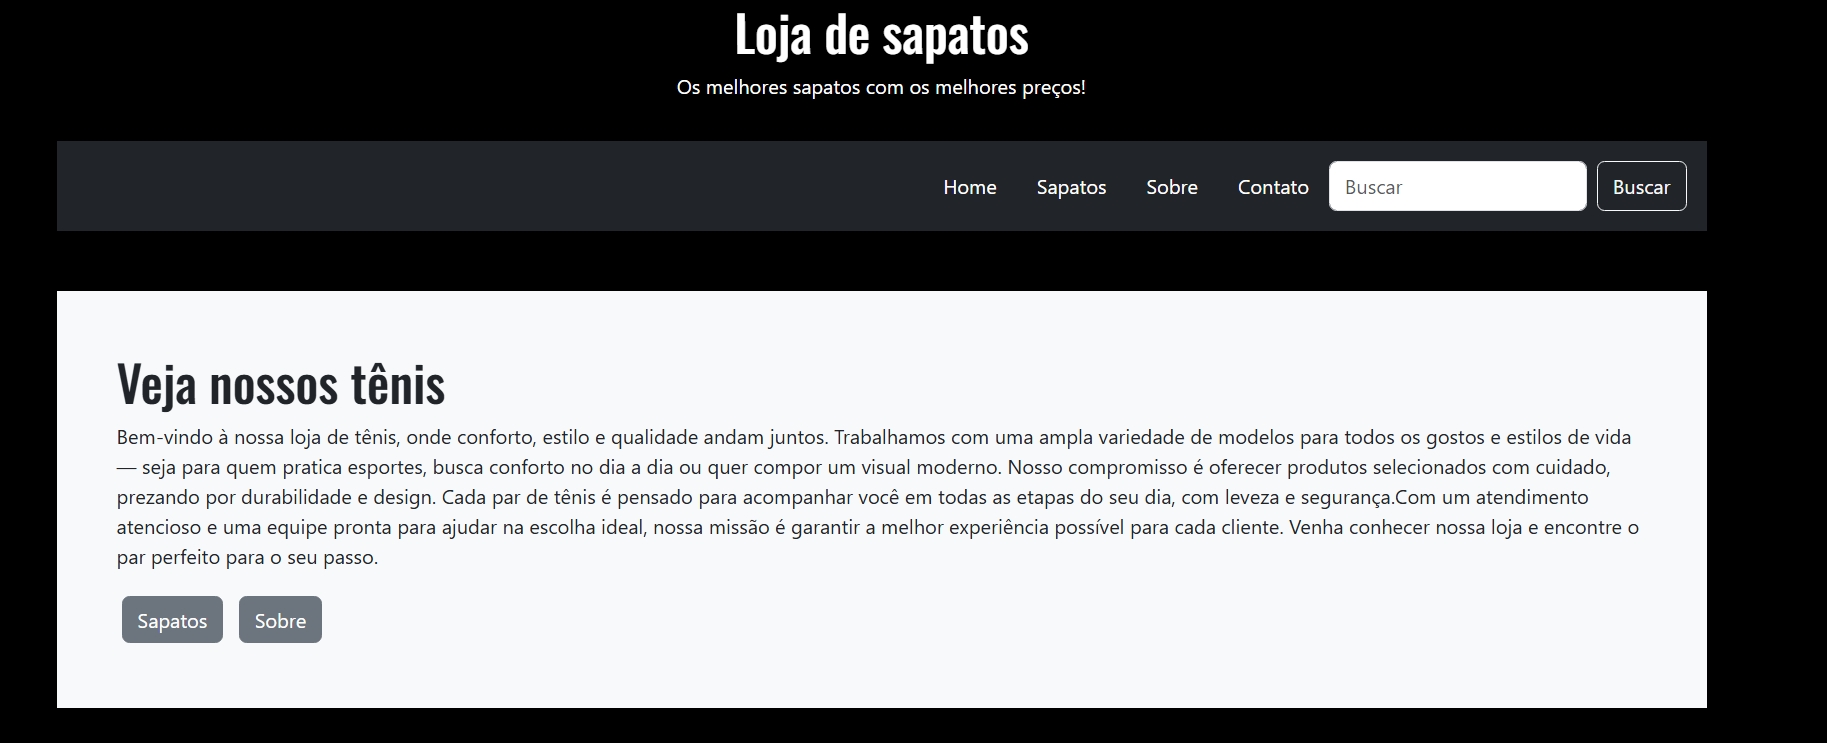 Loja de sapatos
Os melhores sapatos com os melhores preços!
Home Sapatos Sobre Contato Buscar Buscar
Veja nossos tênis
Bem-vindo à nossa loja de tênis, onde conforto, estilo e qualidade andam juntos. Trabalhamos com uma ampla variedade de modelos para todos os gostos e estilos de vida
— seja para quem pratica esportes, busca conforto no dia a dia ou quer compor um visual moderno. Nosso compromisso é oferecer produtos selecionados com cuidado,
prezando por durabilidade e design. Cada par de tênis é pensado para acompanhar você em todas as etapas do seu dia, com leveza e segurança.Com um atendimento
atencioso e uma equipe pronta para ajudar na escolha ideal, nossa missão é garantir a melhor experiência possível para cada cliente. Venha conhecer nossa loja e encontre o
par perfeito para o seu passo.
Sapatos Sobre